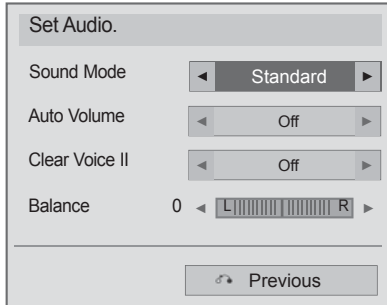 Set Audio.
Sound Mode ◄ Standard ►
Auto Volume ◄ Off ►
Clear Voice II ◄ Off ►
Balance 0 ◄ L R ►
Previous